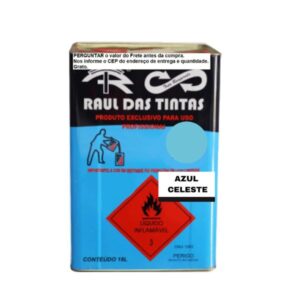 PERGUNTAR o valor do Frete antes da compra.
Nos informe o CEP do endereço de entrega e quantidade.
Grato.
RAUL DAS TINTAS
PRODUTO EXCLUSIVO PARA USO
PROFISSIONAL
AZUL
CELESTE
LÍQUIDO
INFLAMÁVEL
3
PERIGO
CONTEÚDO 18L